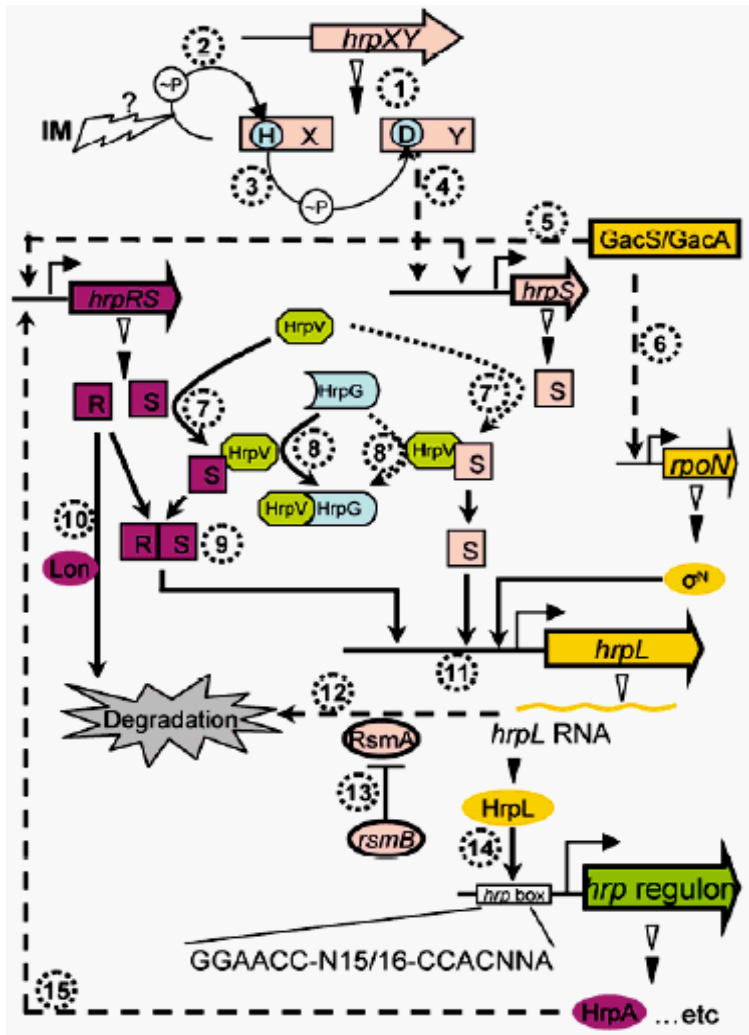 2
hrpXY
~P
?
1
IM
H X
D Y
3
~P
4
5
GacS/GacA
hrpRS
hrpS
HrpV
6
R
S
7
HrpG
7'
S
HrpV
8
8'
HrpV
S
S
rpoN
10
HrpV
HrpG
R S
9
S
Lon
σᴺ
hrpL
11
12
Degradation
RsmA
hrpL RNA
13
HrpL
rsmB
14
hrp box
hrp regulon
GGAACC-N15/16-CCACNNA
15
HrpA ...etc